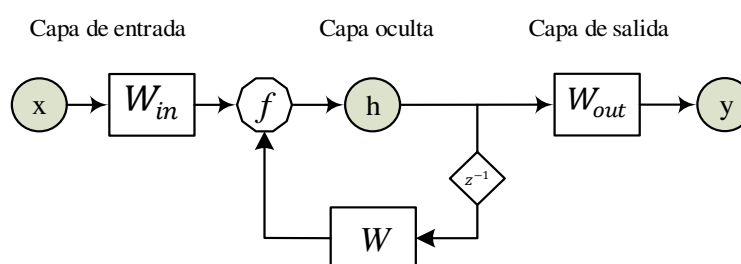 Capa de entrada
Capa oculta
Capa de salida
x
W_in
f
h
W_out
y
z⁻¹
W